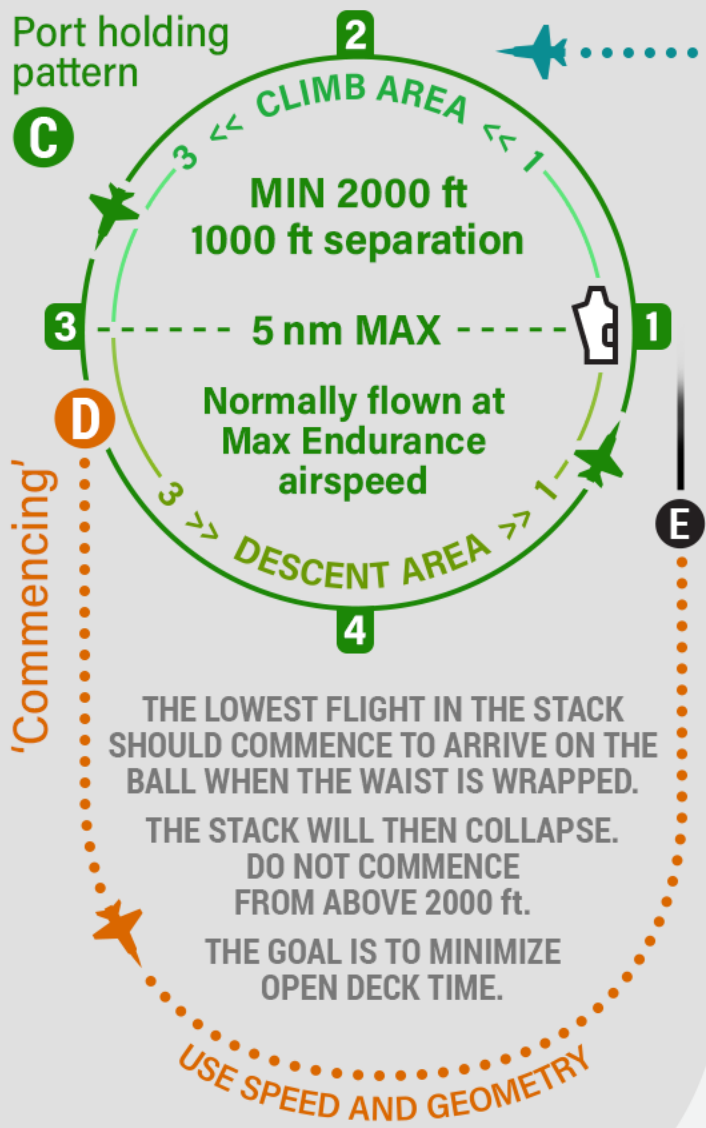 Port holding
pattern
C
2
3 << CLIMB AREA << 1
MIN 2000 ft
1000 ft separation
3
5 nm MAX
1
D
Normally flown at
Max Endurance
airspeed
'Commencing'
3 >> DESCENT AREA >> 1
E
4
THE LOWEST FLIGHT IN THE STACK
SHOULD COMMENCE TO ARRIVE ON THE
BALL WHEN THE WAIST IS WRAPPED.
THE STACK WILL THEN COLLAPSE.
DO NOT COMMENCE
FROM ABOVE 2000 ft.
THE GOAL IS TO MINIMIZE
OPEN DECK TIME.
USE SPEED AND GEOMETRY